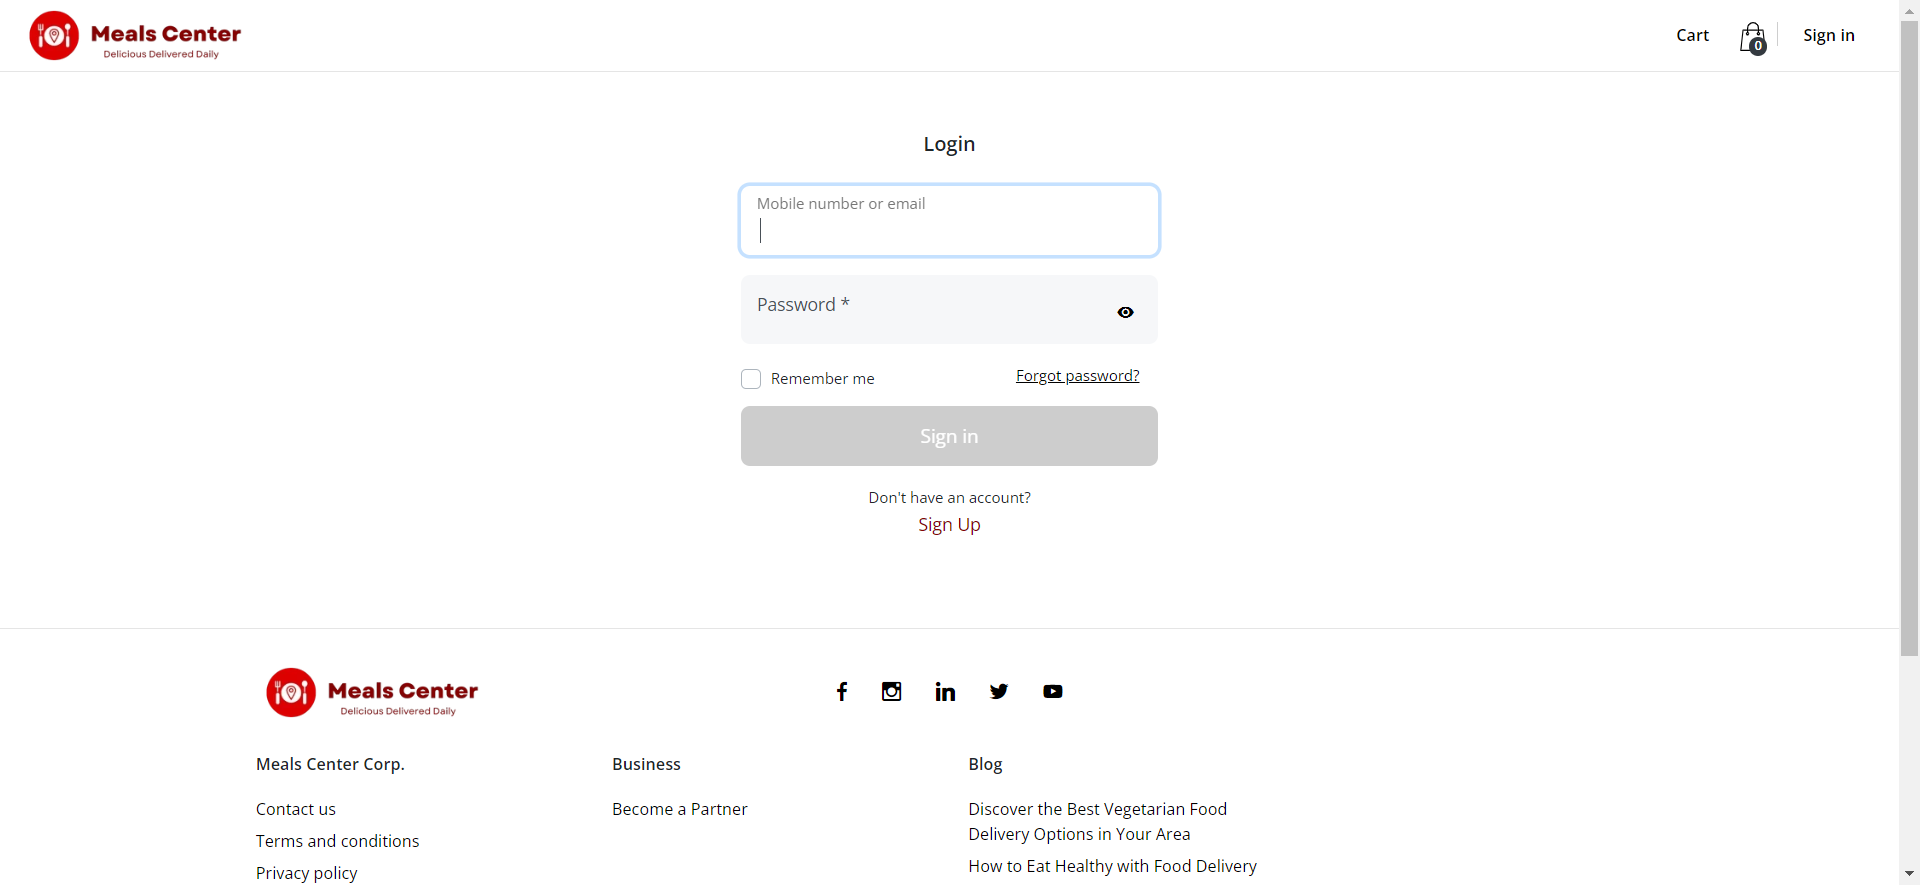 Meals Center
Delicious Delivered Daily
Cart
0
Sign in
Login
Mobile number or email
Password *
Remember me
Forgot password?
Sign in
Don't have an account?
Sign Up
Meals Center
Delicious Delivered Daily
Meals Center Corp.
Contact us
Terms and conditions
Privacy policy
Business
Become a Partner
Blog
Discover the Best Vegetarian Food
Delivery Options in Your Area
How to Eat Healthy with Food Delivery